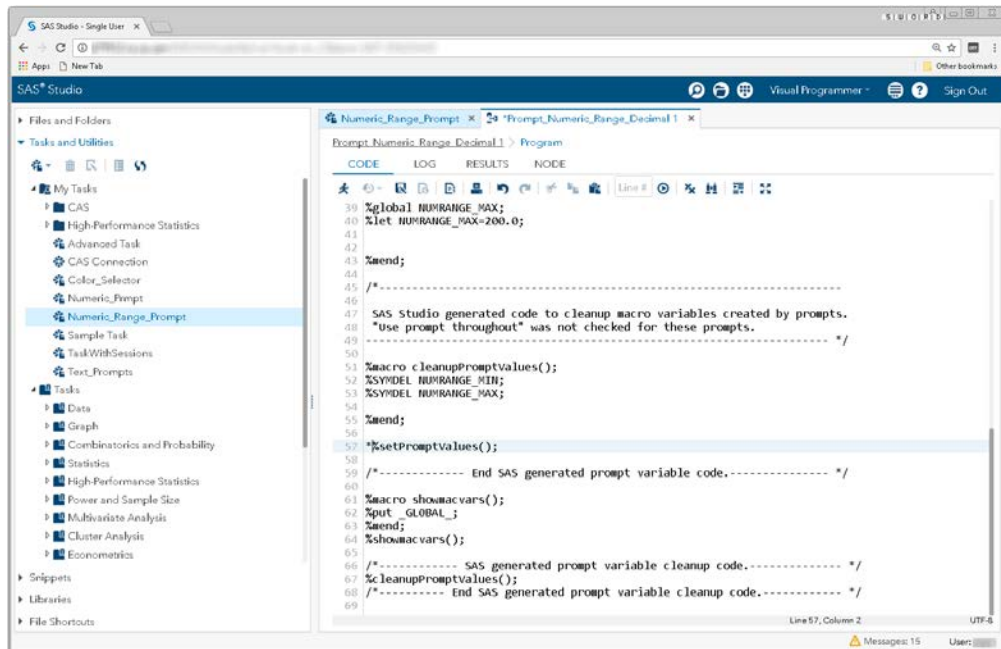 SAS Studio - Single User
Apps New Tab Other bookmarks
SAS® Studio Visual Programmer Sign Out
Files and Folders
Tasks and Utilities
My Tasks
CAS
High-Performance Statistics
Advanced Task
CAS Connection
Color_Selector
Numeric_Prmpt
Numeric_Range_Prompt
Sample Task
TaskWithSessions
Text_Prompts
Tasks
Data
Graph
Combinatorics and Probability
Statistics
High-Performance Statistics
Power and Sample Size
Multivariate Analysis
Cluster Analysis
Econometrics
Snippets
Libraries
File Shortcuts
Numeric_Range_Prompt *Prompt_Numeric_Range_Decimal 1
Prompt_Numeric_Range_Decimal 1 > Program
CODE LOG RESULTS NODE
Line #
39 %global NUMRANGE_MAX;
40 %let NUMRANGE_MAX=200.0;
41
42
43 %mend;
44
45 /*----------------------------------------------------------------------
46
47 SAS Studio generated code to cleanup macro variables created by prompts.
48 "Use prompt throughout" was not checked for these prompts.
49 ---------------------------------------------------------------------- */
50
51 %macro cleanupPromptValues();
52 %SYMDEL NUMRANGE_MIN;
53 %SYMDEL NUMRANGE_MAX;
54
55 %mend;
56
57 *%setPromptValues();
58
59 /*------------- End SAS generated prompt variable code.--------------- */
60
61 %macro showmacvars();
62 %put _GLOBAL_;
63 %mend;
64 %showmacvars();
65
66 /*------------ SAS generated prompt variable cleanup code.-------------- */
67 %cleanupPromptValues();
68 /*---------- End SAS generated prompt variable cleanup code.------------ */
69
Line 57, Column 2 UTF-8
Messages: 15 User: